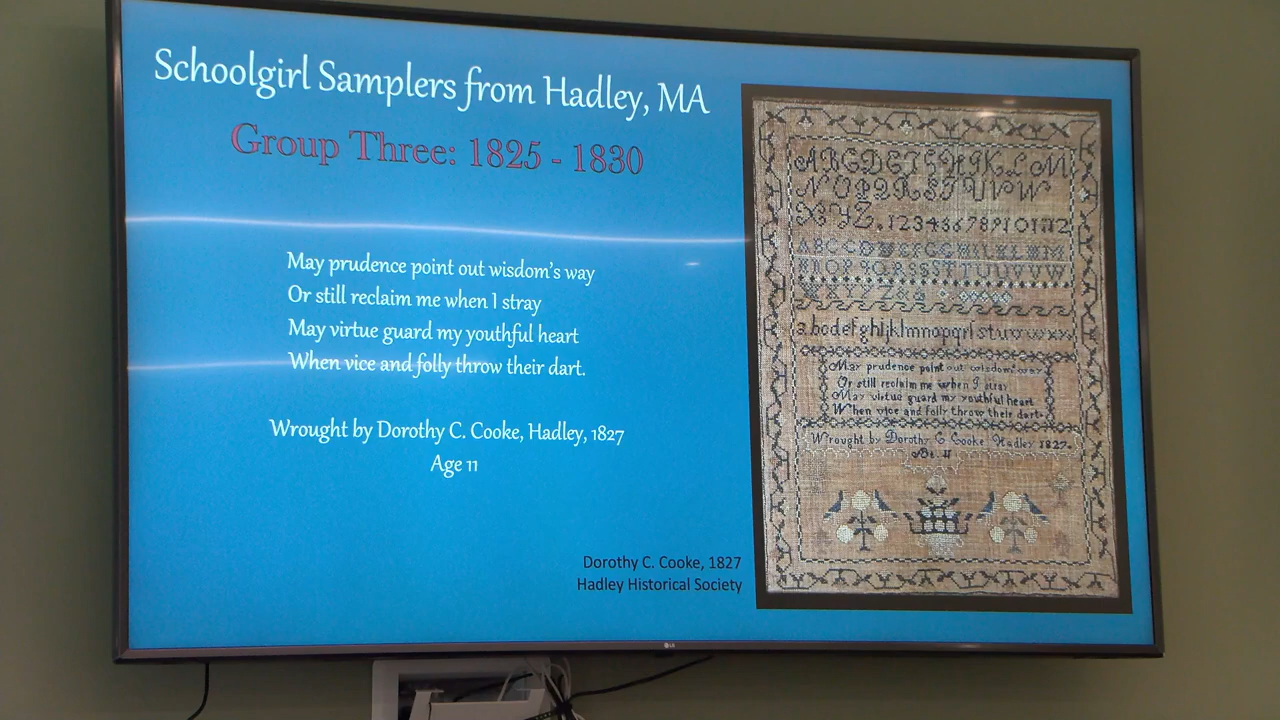 Schoolgirl Samplers from Hadley, MA
Group Three: 1825 - 1830
May prudence point out wisdom's way
Or still reclaim me when I stray
May virtue guard my youthful heart
When vice and folly throw their dart.
Wrought by Dorothy C. Cooke, Hadley, 1827
Age 11
Dorothy C. Cooke, 1827
Hadley Historical Society
A B C D E F G H I K L M
N O P Q R S T U V W
X Y Z
May prudence point out wisdom's way
Or still reclaim me when I stray
May virtue guard my youthful heart
When vice and folly throw their dart.
Wrought by Dorothy C Cooke Hadley 1827.
11
LG